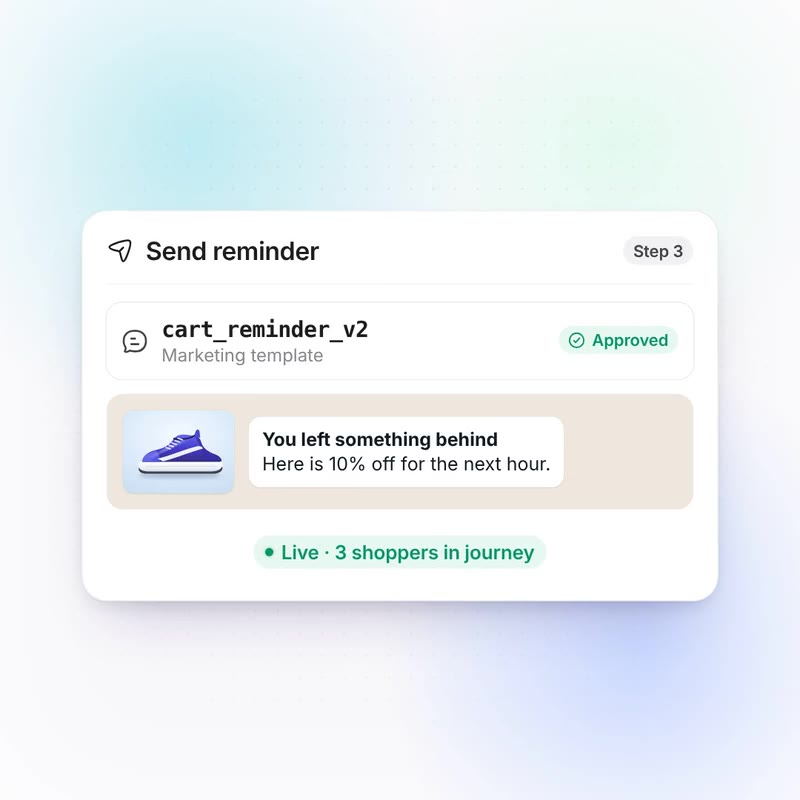 Send reminder
Step 3
cart_reminder_v2
Marketing template
Approved
You left something behind
Here is 10% off for the next hour.
Live · 3 shoppers in journey